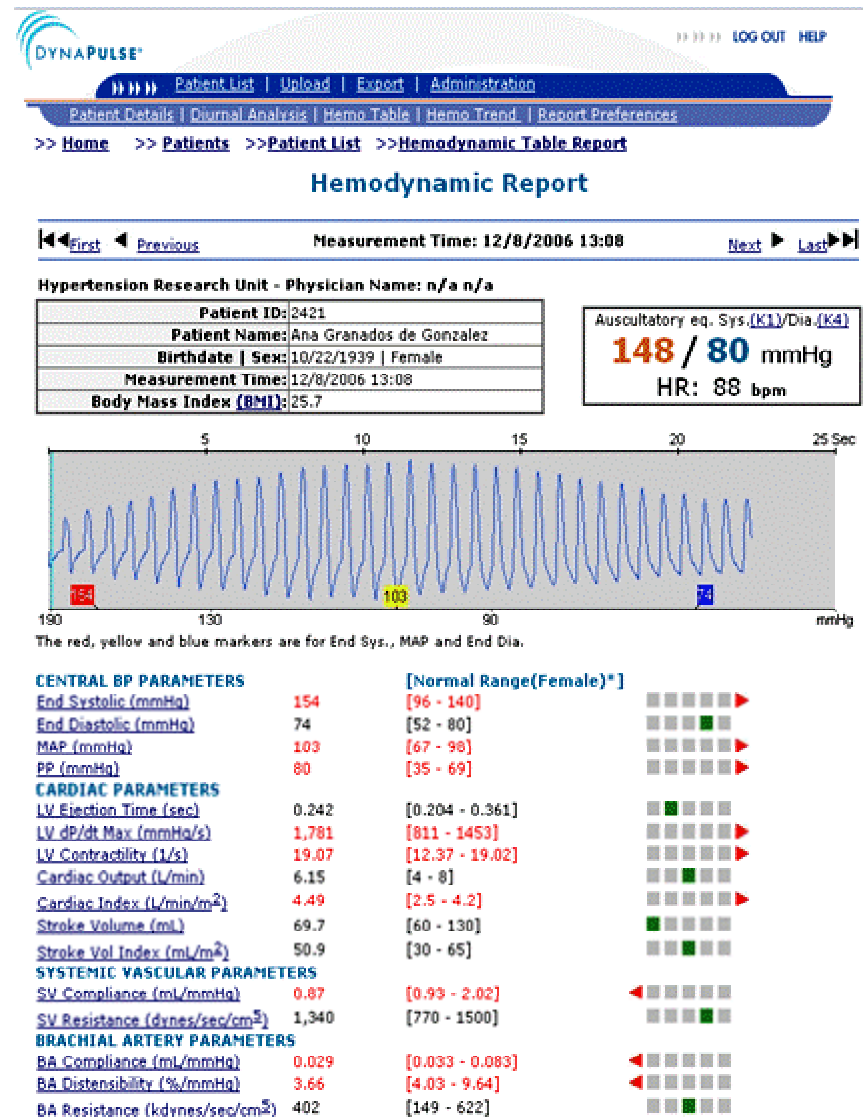 DYNAPULSE
LOG OUT HELP
Patient List | Upload | Export | Administration
Patient Details | Diurnal Analysis | Hemo Table | Hemo Trend | Report Preferences
>> Home >> Patients >>Patient List >>Hemodynamic Table Report
Hemodynamic Report
First Previous Measurement Time: 12/8/2006 13:08 Next Last
Hypertension Research Unit - Physician Name: n/a n/a
Patient ID: 2421
Patient Name: Ana Granados de Gonzalez
Birthdate | Sex: 10/22/1939 | Female
Measurement Time: 12/8/2006 13:08
Body Mass Index (BMI): 25.7
Auscultatory eq. Sys.(K1)/Dia.(K4)
148 / 80 mmHg
HR: 88 bpm
5 10 15 20 25 Sec
154 103 74
190 130 90 mmHg
The red, yellow and blue markers are for End Sys., MAP and End Dia.
CENTRAL BP PARAMETERS [Normal Range(Female)*]
End Systolic (mmHg) 154 [96 - 140]
End Diastolic (mmHg) 74 [52 - 80]
MAP (mmHg) 103 [67 - 98]
PP (mmHg) 80 [35 - 69]
CARDIAC PARAMETERS
LV Ejection Time (sec) 0.242 [0.204 - 0.361]
LV dP/dt Max (mmHg/s) 1,781 [811 - 1453]
LV Contractility (1/s) 19.07 [12.37 - 19.02]
Cardiac Output (L/min) 6.15 [4 - 8]
Cardiac Index (L/min/m²) 4.49 [2.5 - 4.2]
Stroke Volume (mL) 69.7 [60 - 130]
Stroke Vol Index (mL/m²) 50.9 [30 - 65]
SYSTEMIC VASCULAR PARAMETERS
SV Compliance (mL/mmHg) 0.87 [0.93 - 2.02]
SV Resistance (dynes/sec/cm⁵) 1,340 [770 - 1500]
BRACHIAL ARTERY PARAMETERS
BA Compliance (mL/mmHg) 0.029 [0.033 - 0.083]
BA Distensibility (%/mmHg) 3.66 [4.03 - 9.64]
BA Resistance (kdynes/sec/cm⁵) 402 [149 - 622]